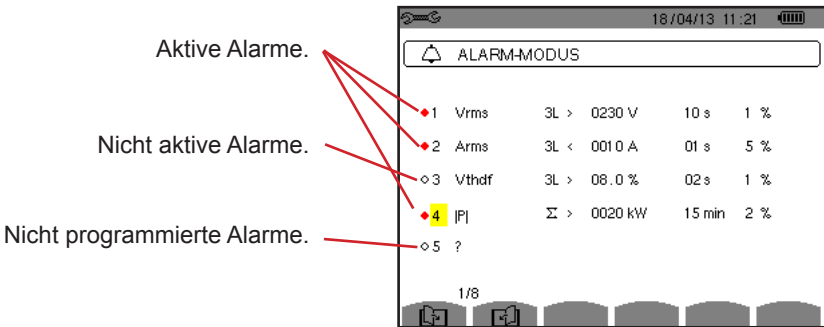 18/04/13 11:21
ALARM-MODUS
Aktive Alarme.
1 Vrms 3L > 0230 V 10 s 1 %
2 Arms 3L < 0010 A 01 s 5 %
Nicht aktive Alarme.
3 Vthdf 3L > 08.0 % 02 s 1 %
4 |P| Σ > 0020 kW 15 min 2 %
Nicht programmierte Alarme.
5 ?
1/8